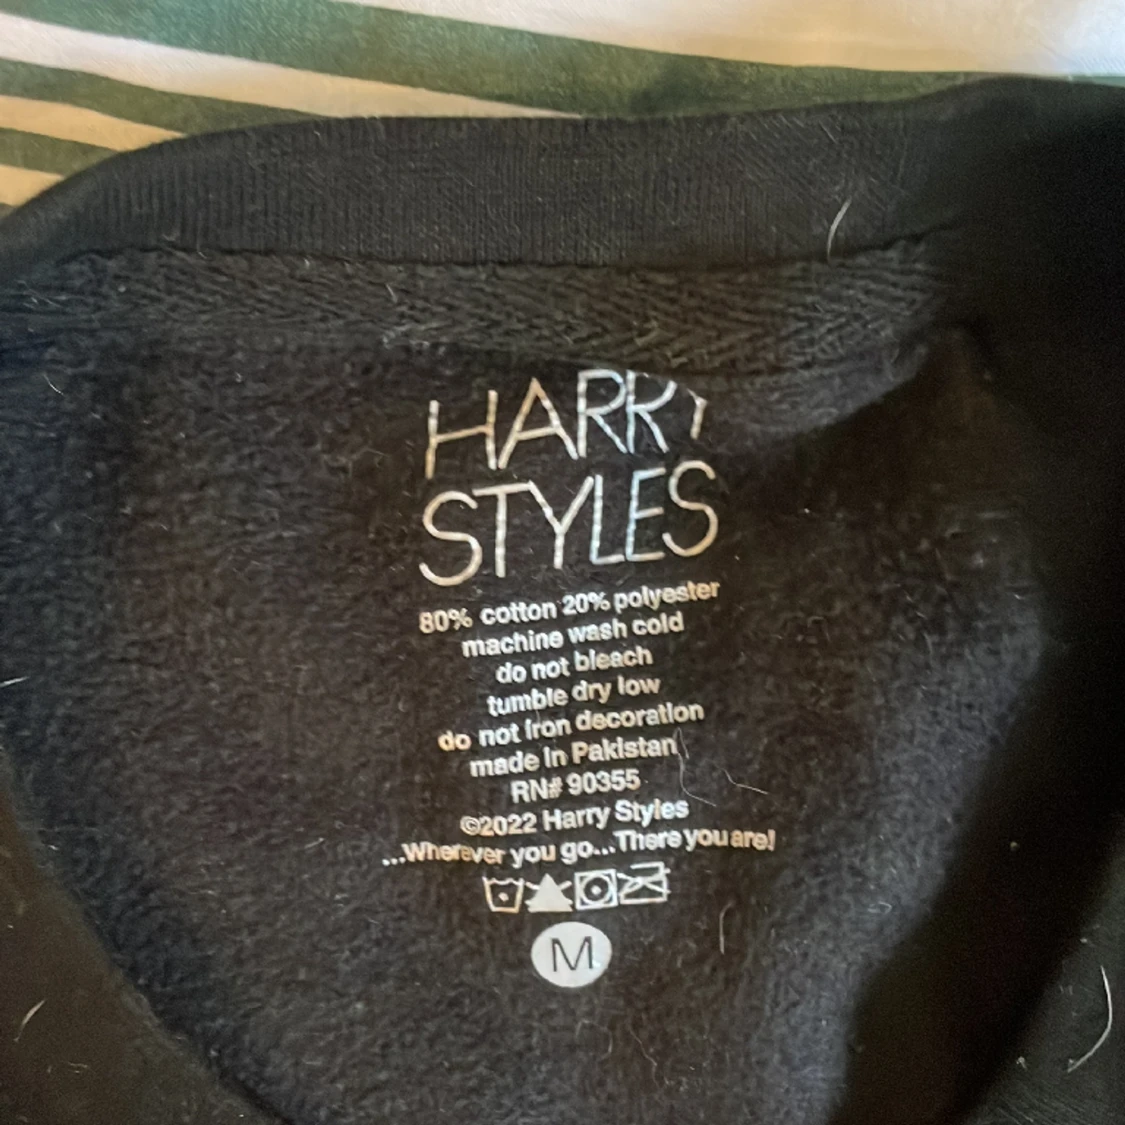 HARRY
STYLES
80% cotton 20% polyester
machine wash cold
do not bleach
tumble dry low
do not iron decoration
made in Pakistan
RN# 90355
©2022 Harry Styles
...Wherever you go...There you are!
M